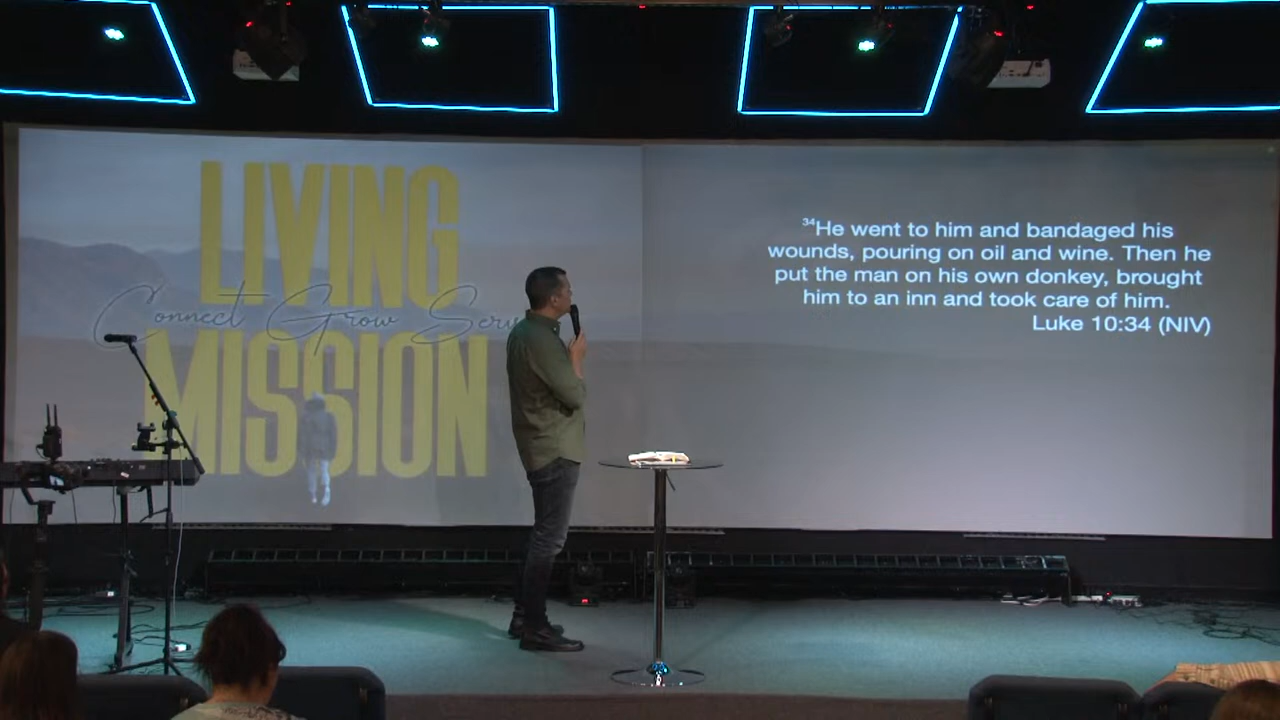 LIVING
Connect Grow
MISSION
³⁴He went to him and bandaged his
wounds, pouring on oil and wine. Then he
put the man on his own donkey, brought
him to an inn and took care of him.
Luke 10:34 (NIV)